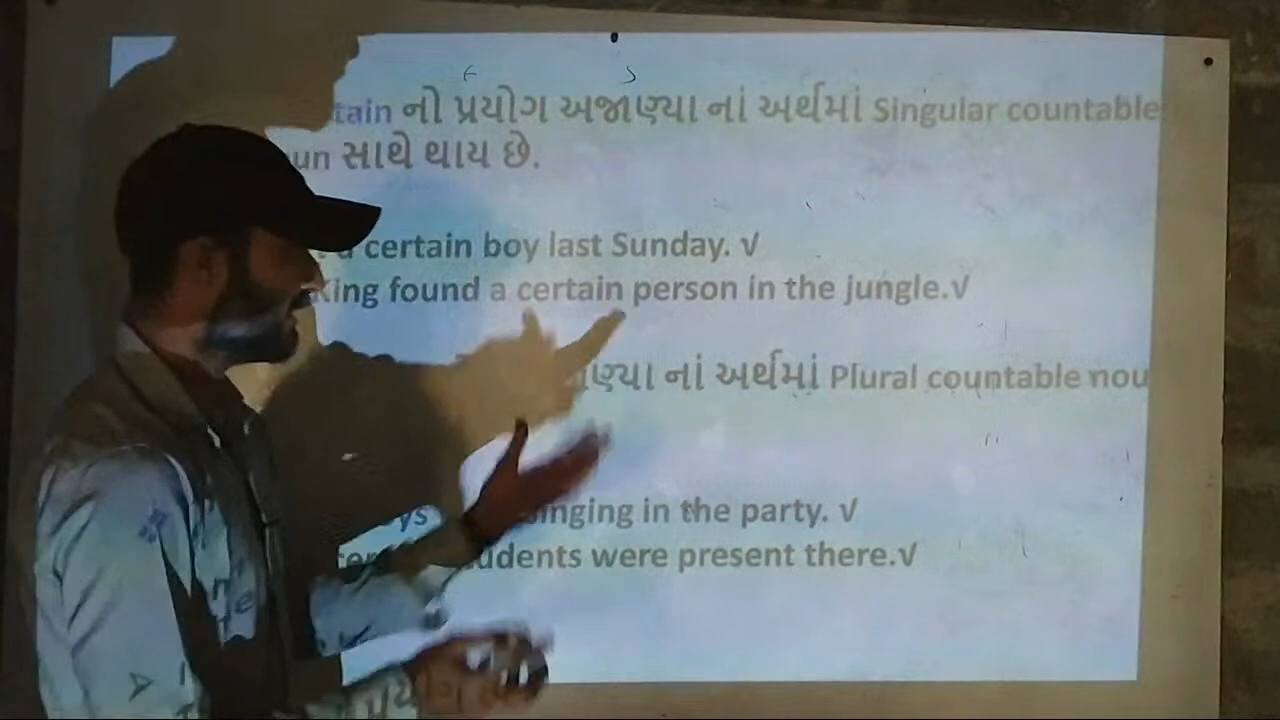 tain નો પ્રયોગ અજાણ્યા નાં અર્થમાં Singular countable
un સાથે થાય છે.
a certain boy last Sunday. √
King found a certain person in the jungle.√
ણ્યા નાં અર્થમાં Plural countable nou
ys singing in the party. √
udents were present there.√